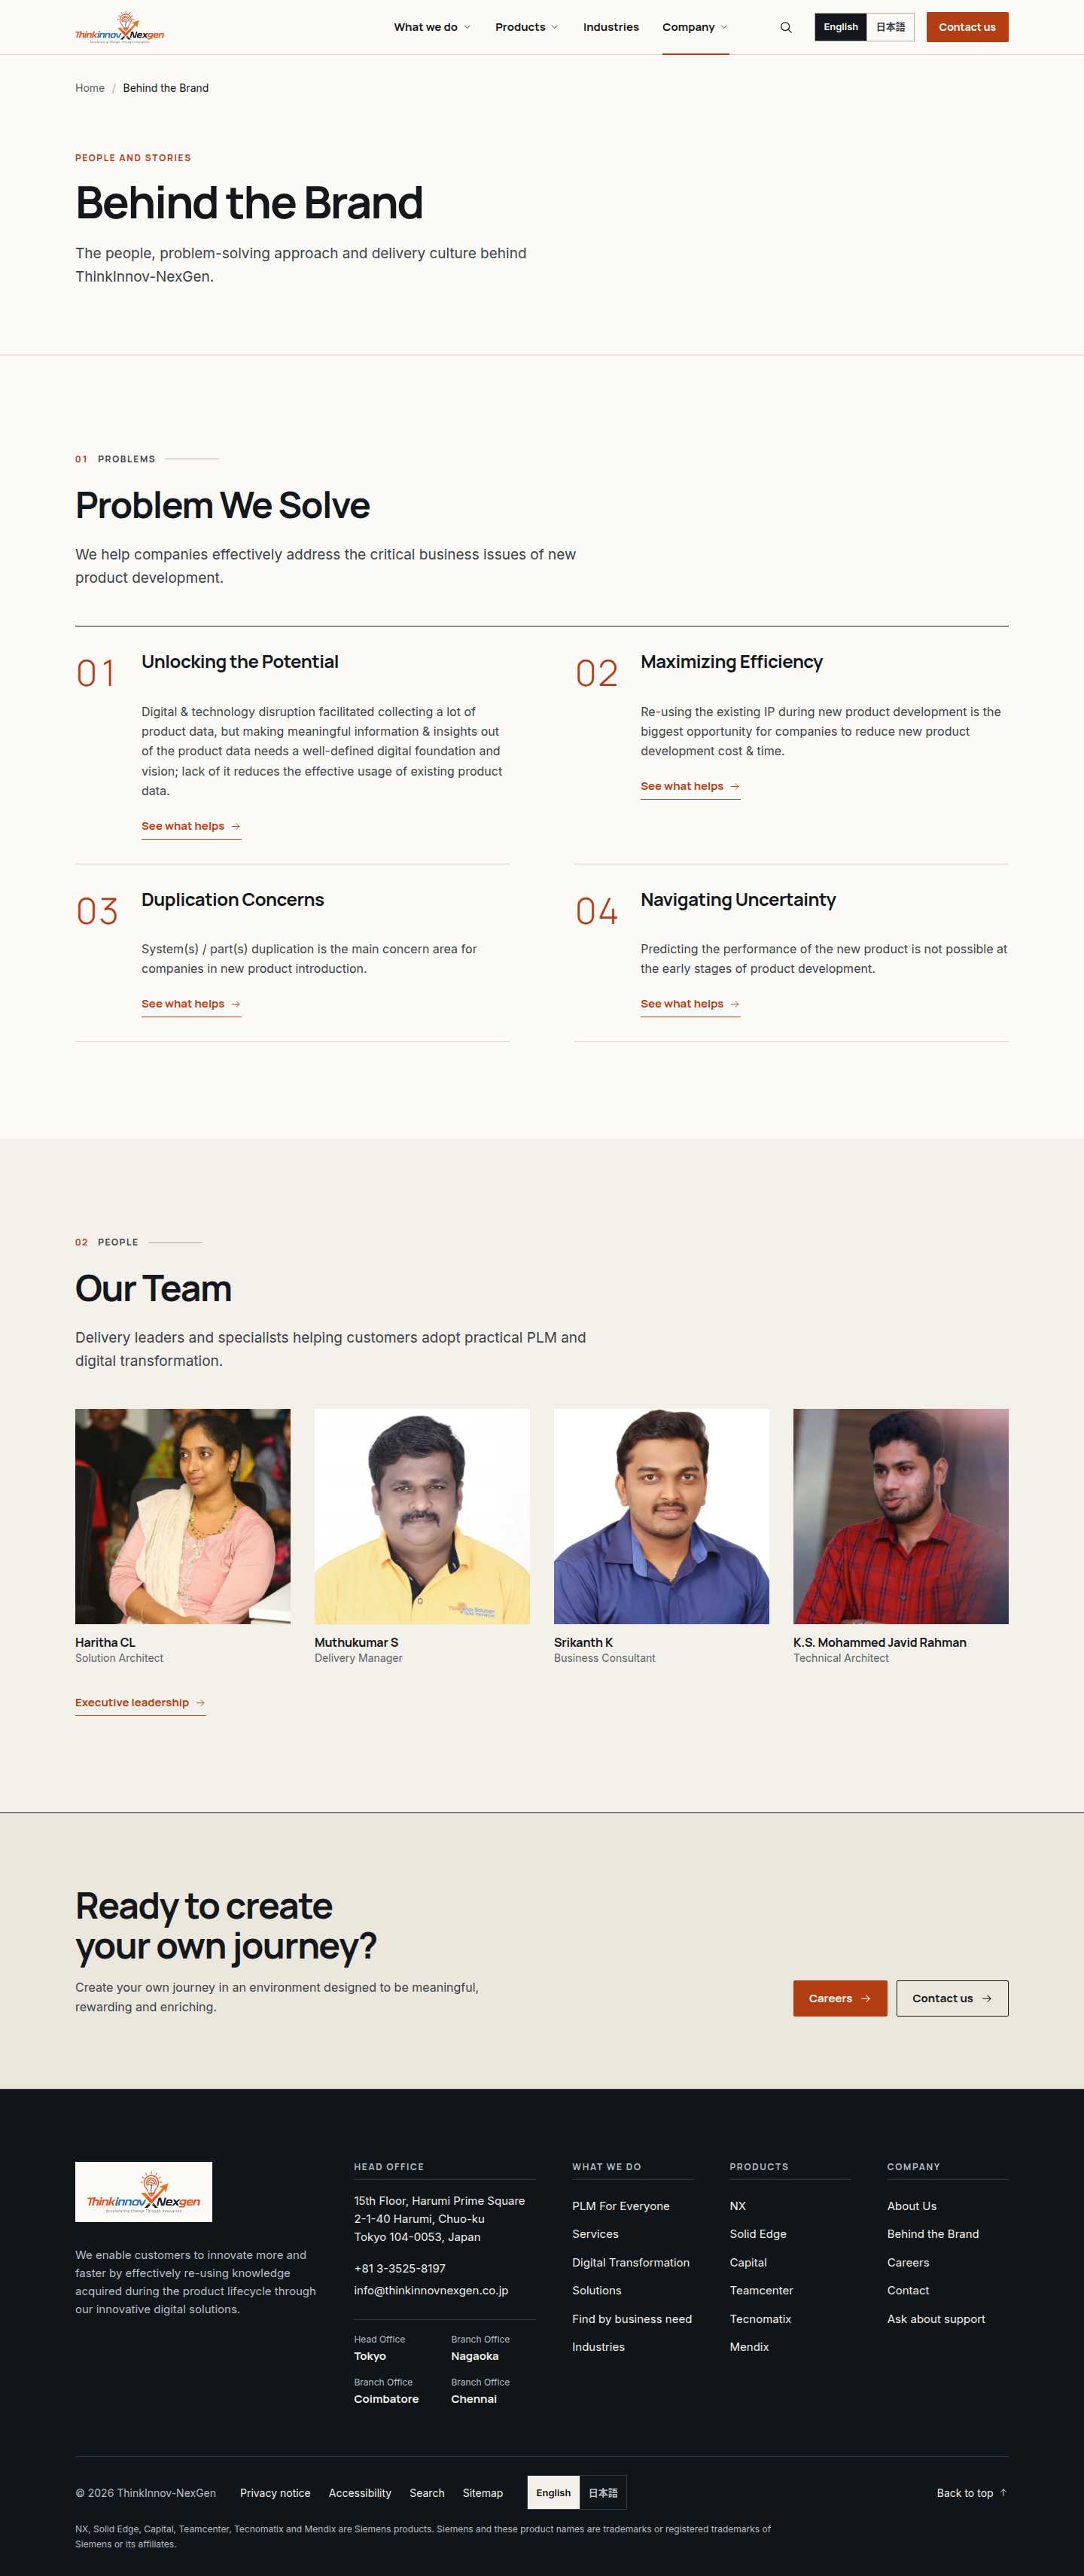 ThinkinnovXNexgen
What we do
Products
Industries
Company
English
日本語
Contact us
Home / Behind the Brand
PEOPLE AND STORIES
Behind the Brand
The people, problem-solving approach and delivery culture behind
ThinkInnov-NexGen.
01 PROBLEMS
Problem We Solve
We help companies effectively address the critical business issues of new
product development.
01
Unlocking the Potential
Digital & technology disruption facilitated collecting a lot of
product data, but making meaningful information & insights out
of the product data needs a well-defined digital foundation and
vision; lack of it reduces the effective usage of existing product
data.
See what helps →
02
Maximizing Efficiency
Re-using the existing IP during new product development is the
biggest opportunity for companies to reduce new product
development cost & time.
See what helps →
03
Duplication Concerns
System(s) / part(s) duplication is the main concern area for
companies in new product introduction.
See what helps →
04
Navigating Uncertainty
Predicting the performance of the new product is not possible at
the early stages of product development.
See what helps →
02 PEOPLE
Our Team
Delivery leaders and specialists helping customers adopt practical PLM and
digital transformation.
Haritha CL
Solution Architect
Muthukumar S
Delivery Manager
Srikanth K
Business Consultant
K.S. Mohammed Javid Rahman
Technical Architect
Executive leadership →
Ready to create
your own journey?
Create your own journey in an environment designed to be meaningful,
rewarding and enriching.
Careers →
Contact us →
ThinkinnovXNexgen
Accelerating Change Through Innovation
We enable customers to innovate more and
faster by effectively re-using knowledge
acquired during the product lifecycle through
our innovative digital solutions.
HEAD OFFICE
15th Floor, Harumi Prime Square
2-1-40 Harumi, Chuo-ku
Tokyo 104-0053, Japan
+81 3-3525-8197
info@thinkinnovnexgen.co.jp
Head Office
Tokyo
Branch Office
Nagaoka
Branch Office
Coimbatore
Branch Office
Chennai
WHAT WE DO
PLM For Everyone
Services
Digital Transformation
Solutions
Find by business need
Industries
PRODUCTS
NX
Solid Edge
Capital
Teamcenter
Tecnomatix
Mendix
COMPANY
About Us
Behind the Brand
Careers
Contact
Ask about support
© 2026 ThinkInnov-NexGen
Privacy notice
Accessibility
Search
Sitemap
English
日本語
Back to top ↑
NX, Solid Edge, Capital, Teamcenter, Tecnomatix and Mendix are Siemens products. Siemens and these product names are trademarks or registered trademarks of
Siemens or its affiliates.